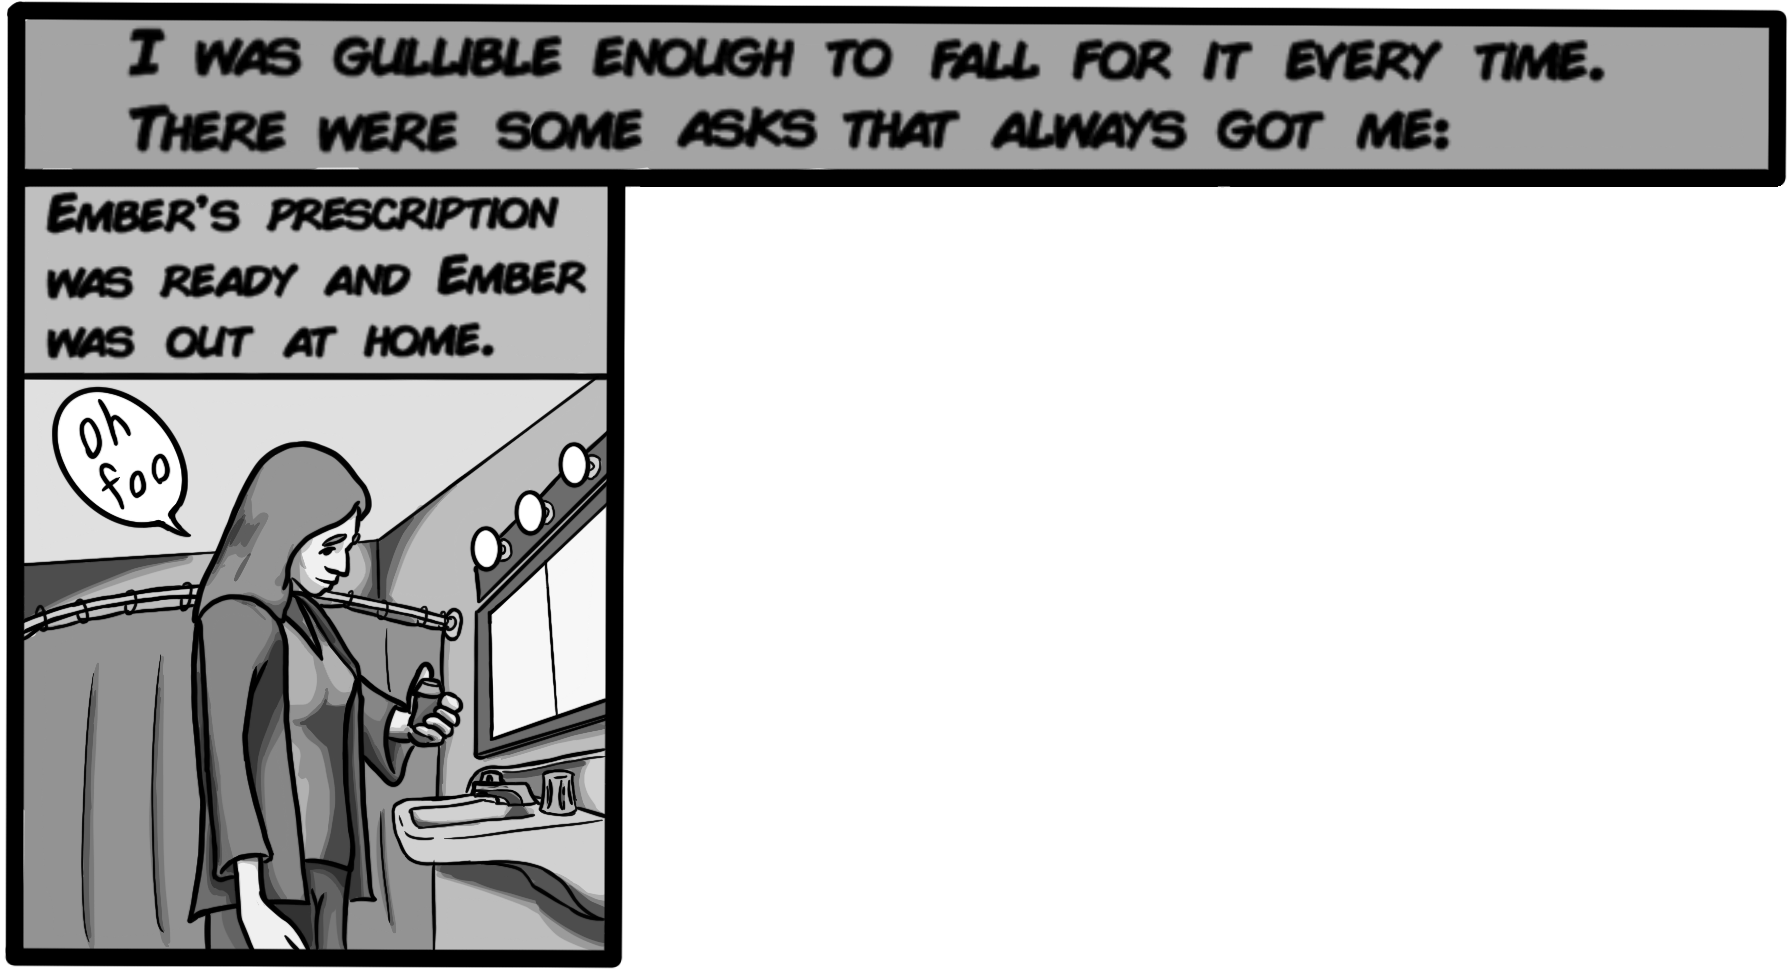 I WAS GULLIBLE ENOUGH TO FALL FOR IT EVERY TIME.
THERE WERE SOME ASKS THAT ALWAYS GOT ME:
EMBER'S PRESCRIPTION
WAS READY AND EMBER
WAS OUT AT HOME.
oh
foo